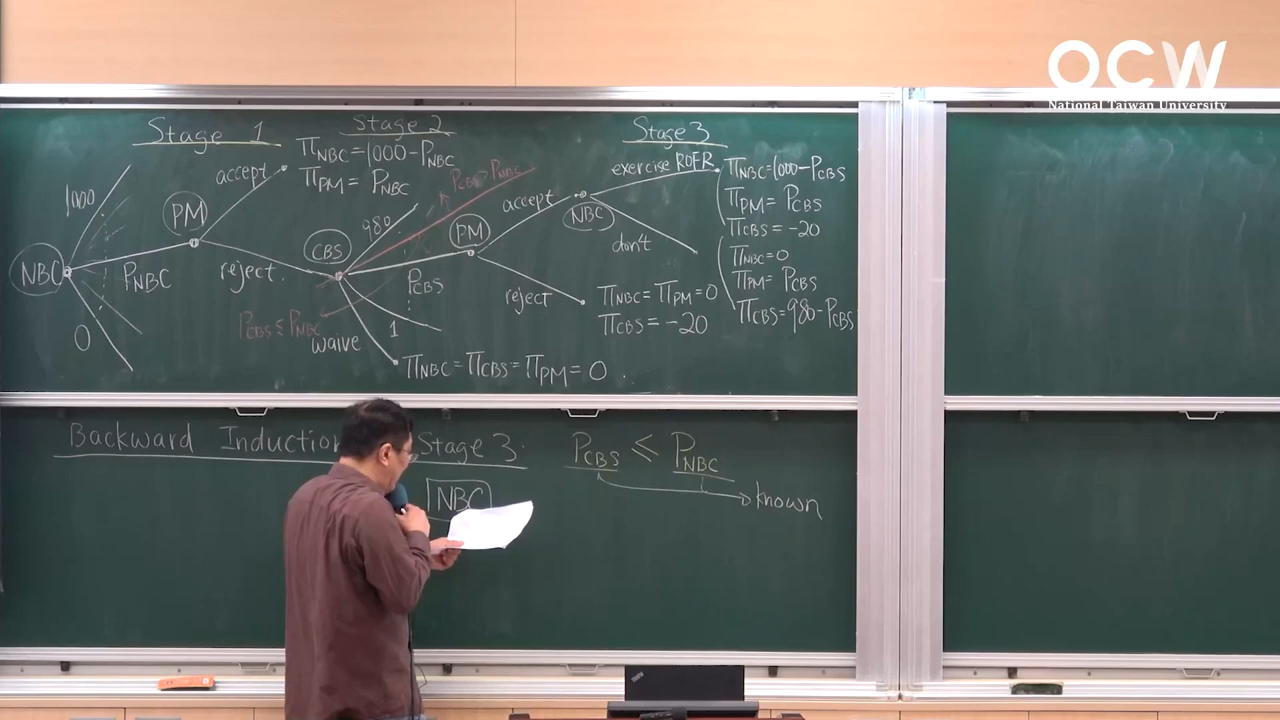 OCW
National Taiwan University
Stage 1
Stage 2
Stage 3
1000
NBC
PNBC
0
PM
accept
reject
ΠNBC=1000-PNBC
ΠPM= PNBC
CBS
980
PCBS>PNBC
PCBS
PCBS≤PNBC
1
waive
ΠNBC=ΠCBS=ΠPM=0
PM
accept
reject
ΠNBC=ΠPM=0
ΠCBS=-20
NBC
exercise ROFR
don't
ΠNBC=1000-PCBS
ΠPM= PCBS
ΠCBS=-20
ΠNBC=0
ΠPM= PCBS
ΠCBS=980-PCBS
Backward Induction Stage 3.
PCBS ≤ PNBC
known
NBC